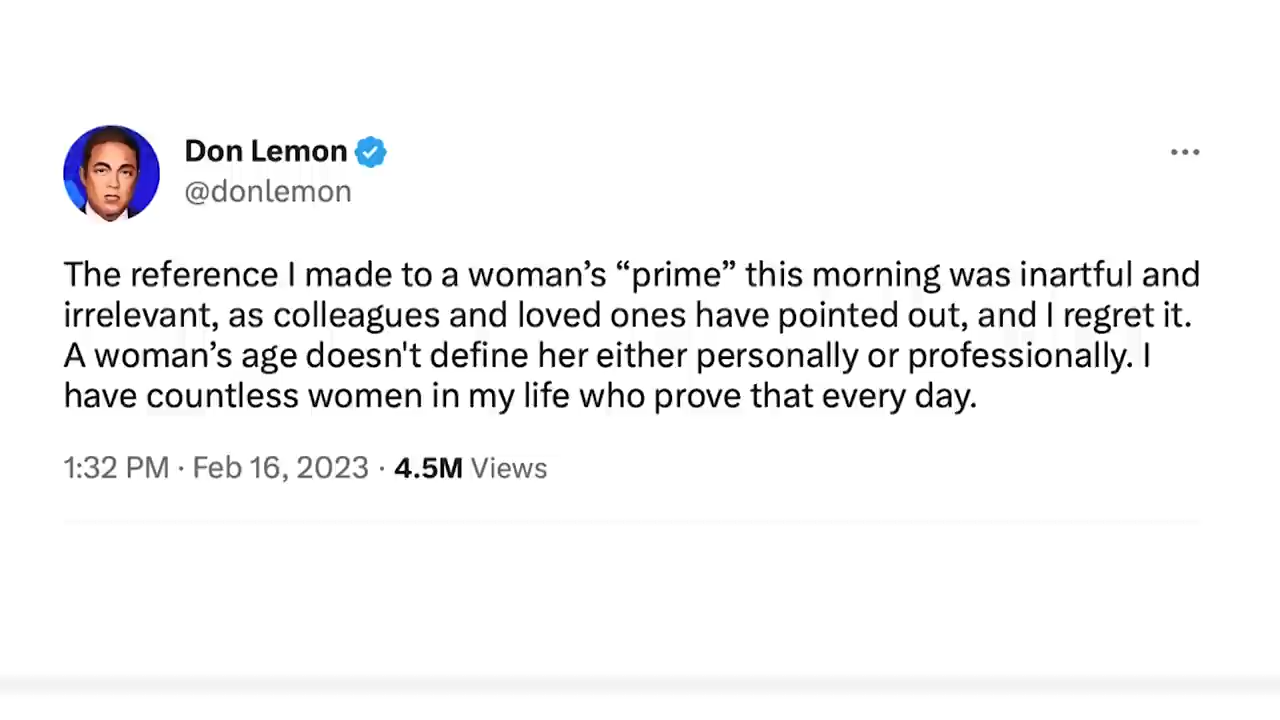 Don Lemon
@donlemon
The reference I made to a woman’s “prime” this morning was inartful and
irrelevant, as colleagues and loved ones have pointed out, and I regret it.
A woman’s age doesn't define her either personally or professionally. I
have countless women in my life who prove that every day.
1:32 PM · Feb 16, 2023 · 4.5M Views